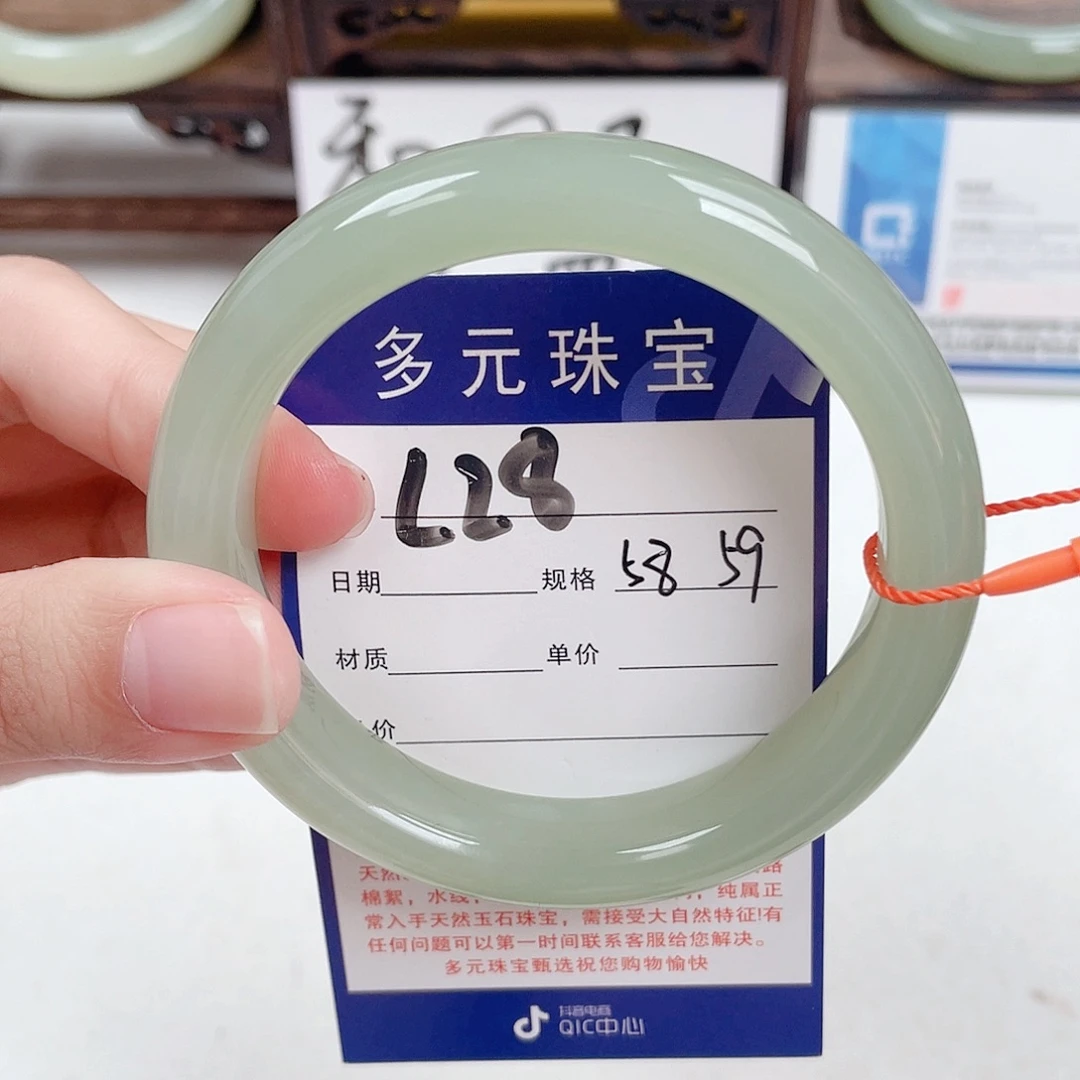 多元珠宝
L28
日期 规格 58 59
材质 单价
价
天然
棉絮，水线， 纯属正
常入手天然玉石珠宝，需接受大自然特征!有
任何问题可以第一时间联系客服给您解决。
多元珠宝甄选祝您购物愉快
抖音电商
QIC中心
QIC